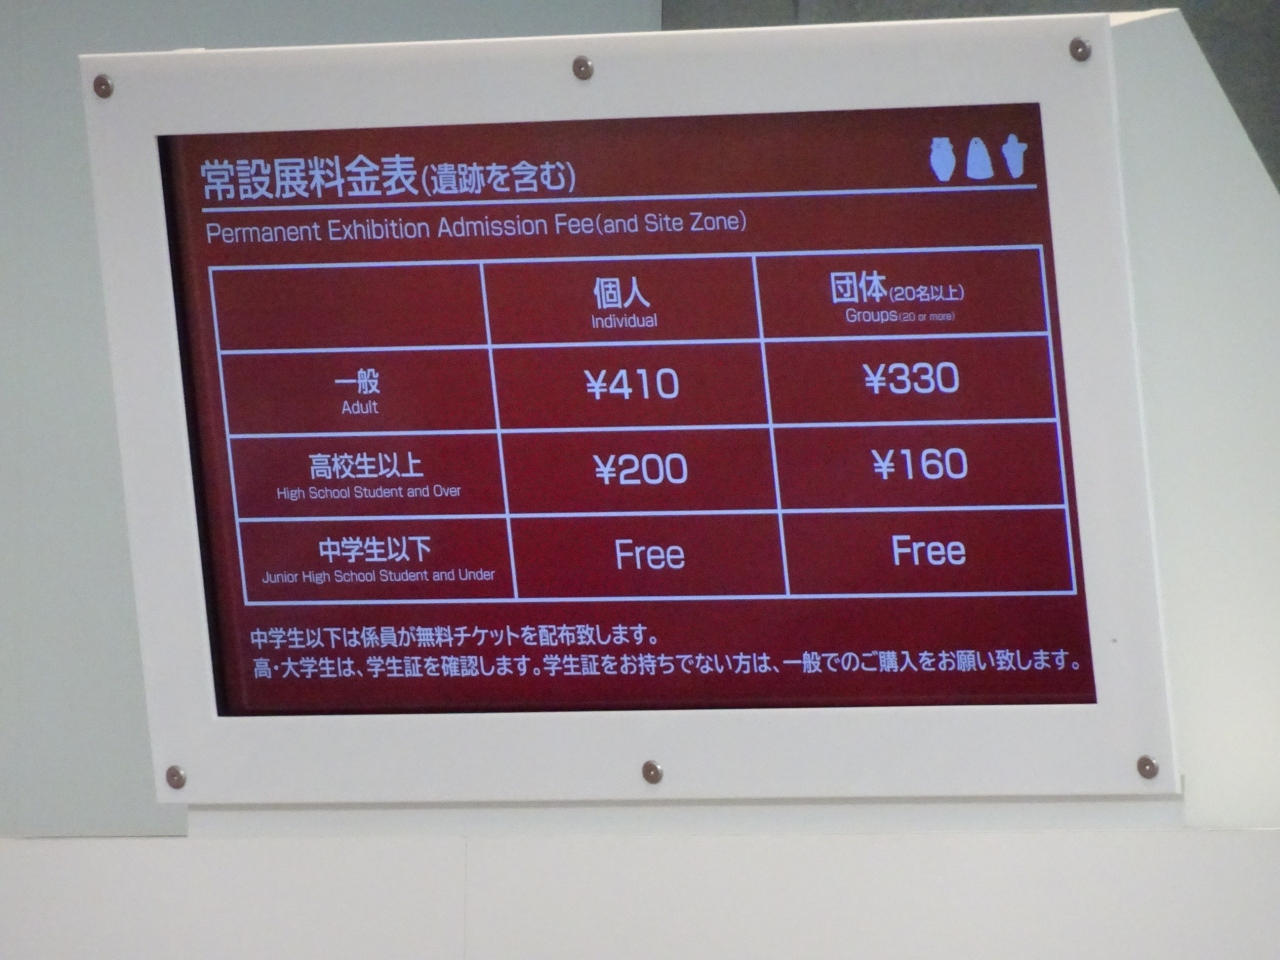 常設展料金表(遺跡を含む)
Permanent Exhibition Admission Fee(and Site Zone)
個人 団体(20名以上)
Individual Groups(20 or more)
一般 ¥410 ¥330
Adult
高校生以上 ¥200 ¥160
High School Student and Over
中学生以下 Free Free
Junior High School Student and Under
中学生以下は係員が無料チケットを配布致します。
高・大学生は、学生証を確認します。学生証をお持ちでない方は、一般でのご購入をお願い致します。